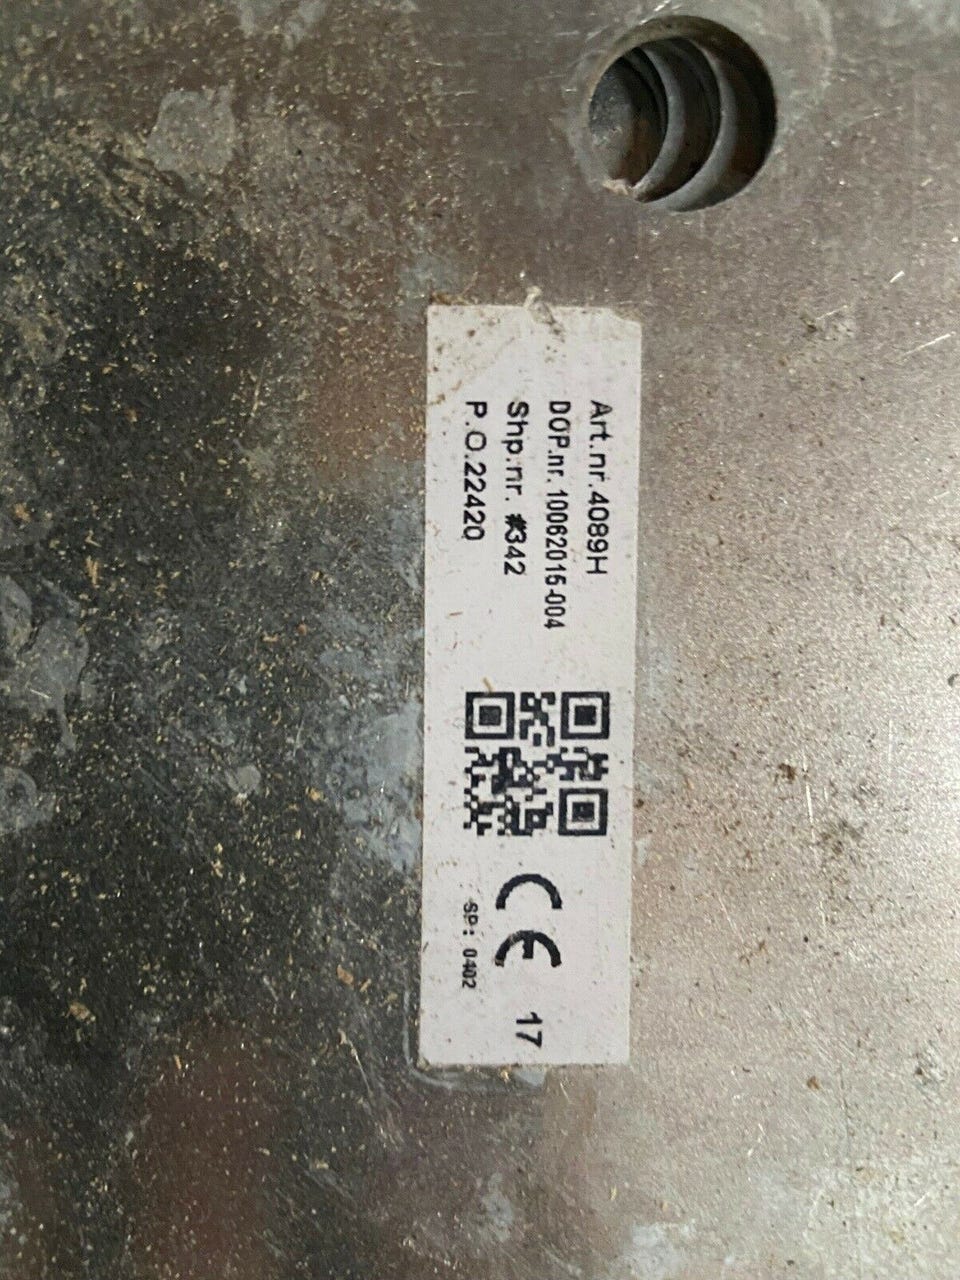 Art.nr.4089H
DOP.nr.10062015-004
Shp.nr. #342
P.O.22420
CE
17
SP: 0402